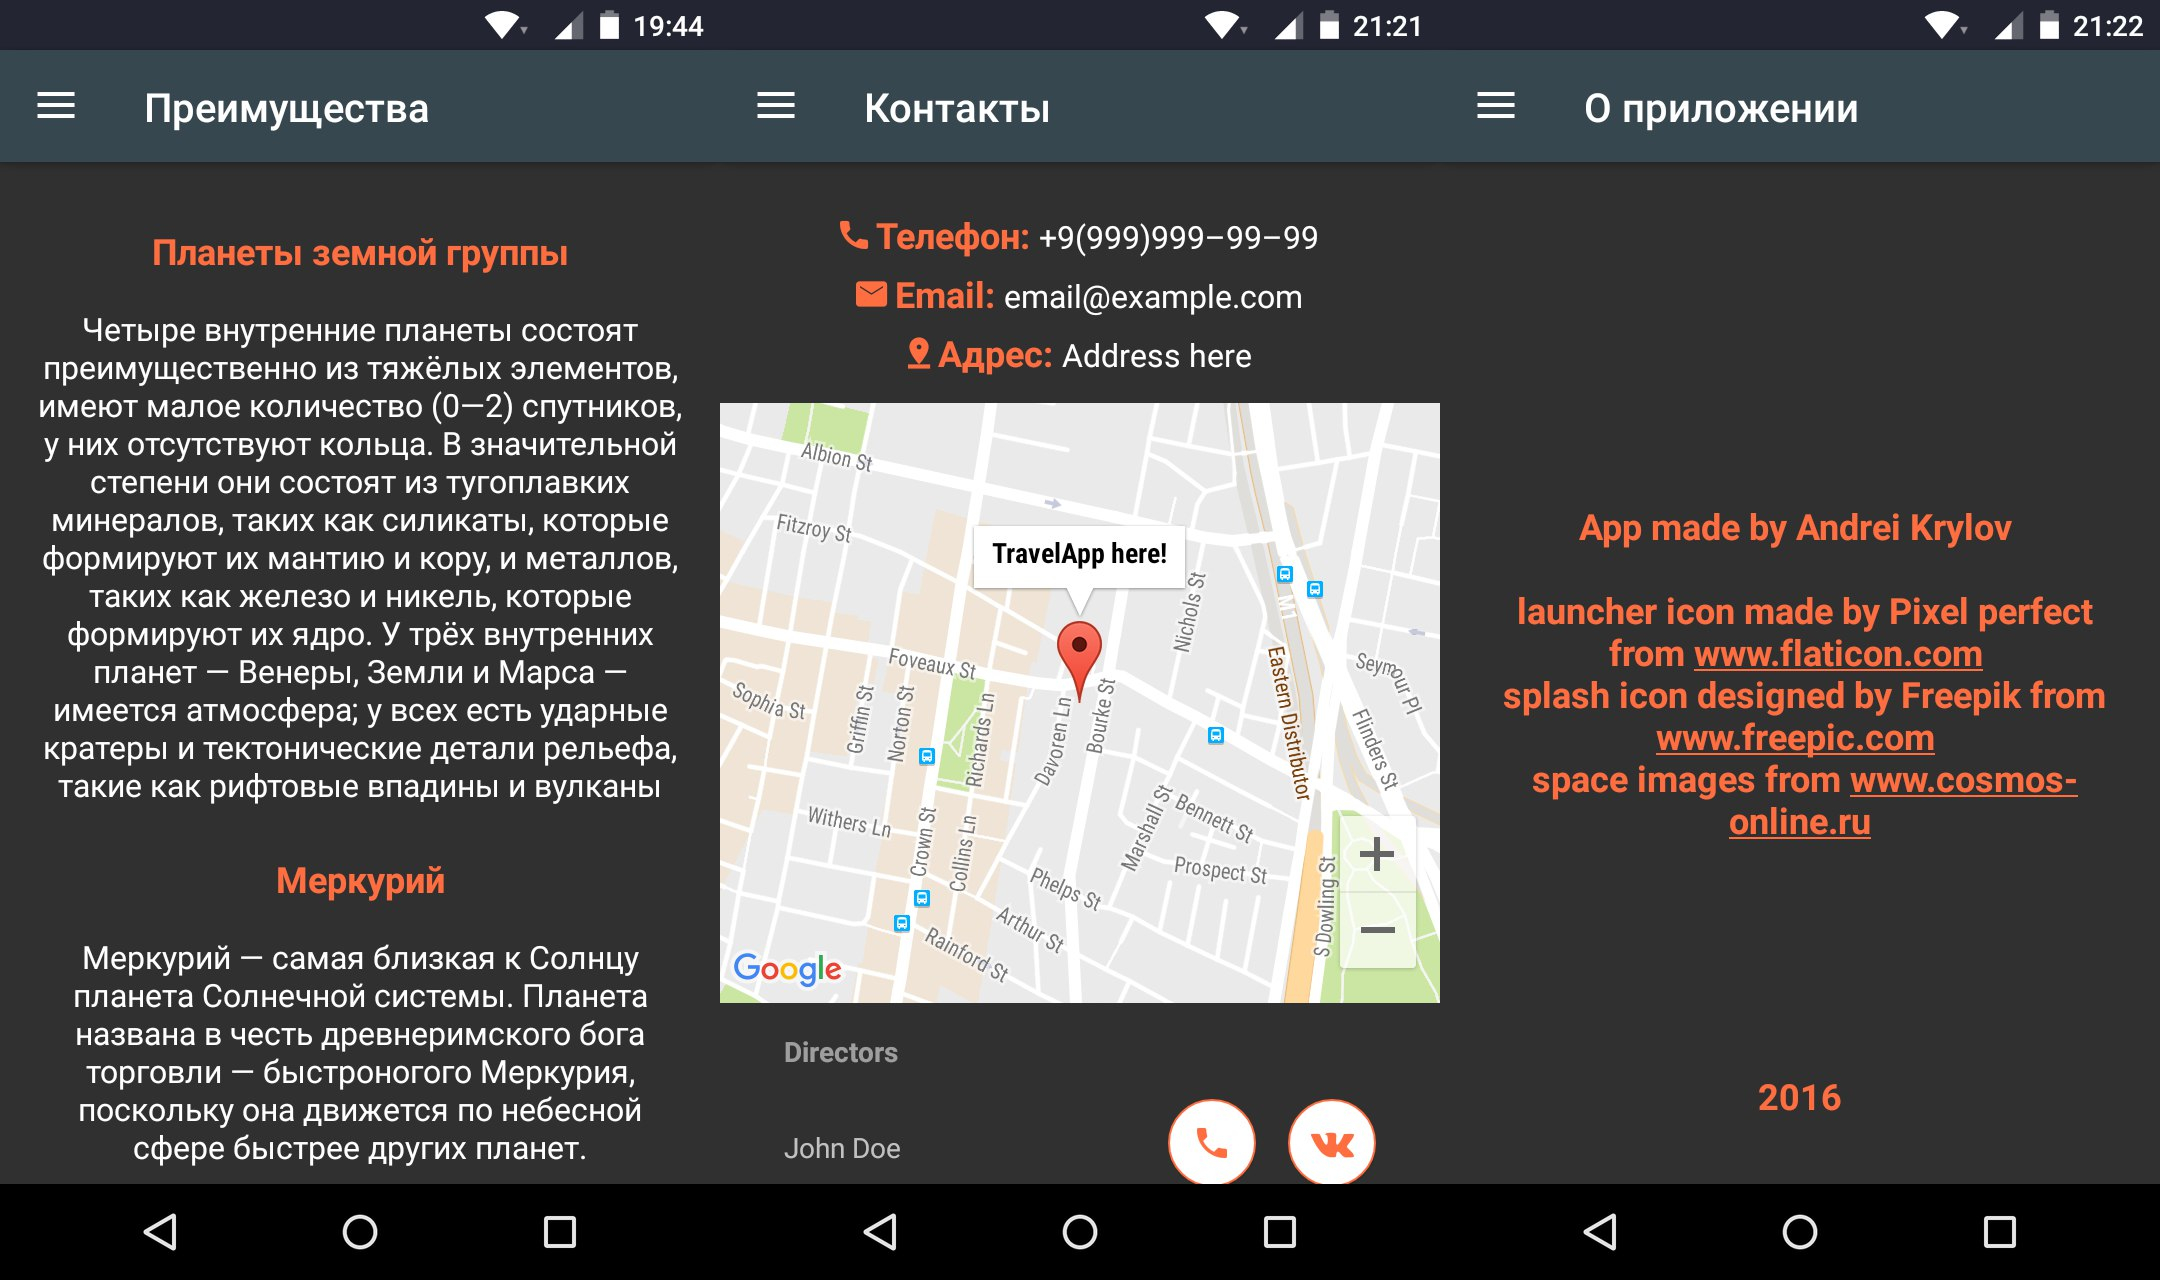 19:44
Преимущества
Планеты земной группы
Четыре внутренние планеты состоят
преимущественно из тяжёлых элементов,
имеют малое количество (0—2) спутников,
у них отсутствуют кольца. В значительной
степени они состоят из тугоплавких
минералов, таких как силикаты, которые
формируют их мантию и кору, и металлов,
таких как железо и никель, которые
формируют их ядро. У трёх внутренних
планет — Венеры, Земли и Марса —
имеется атмосфера; у всех есть ударные
кратеры и тектонические детали рельефа,
такие как рифтовые впадины и вулканы
Меркурий
Меркурий — самая близкая к Солнцу
планета Солнечной системы. Планета
названа в честь древнеримского бога
торговли — быстроногого Меркурия,
поскольку она движется по небесной
сфере быстрее других планет.
21:21
Контакты
Телефон: +9(999)999–99–99
Email: email@example.com
Адрес: Address here
Albion St
Fitzroy St
TravelApp here!
Nichols St
M1
Foveaux St
Seymour Pl
Sophia St
Griffin St
Norton St
Richards Ln
Davoren Ln
Bourke St
Eastern Distributor
Flinders St
Withers Ln
Crown St
Collins Ln
Marshall St
Bennett St
Prospect St
Phelps St
Arthur St
Rainford St
S Dowling St
Google
Directors
John Doe
21:22
О приложении
App made by Andrei Krylov
launcher icon made by Pixel perfect
from www.flaticon.com
splash icon designed by Freepik from
www.freepic.com
space images from www.cosmos-
online.ru
2016